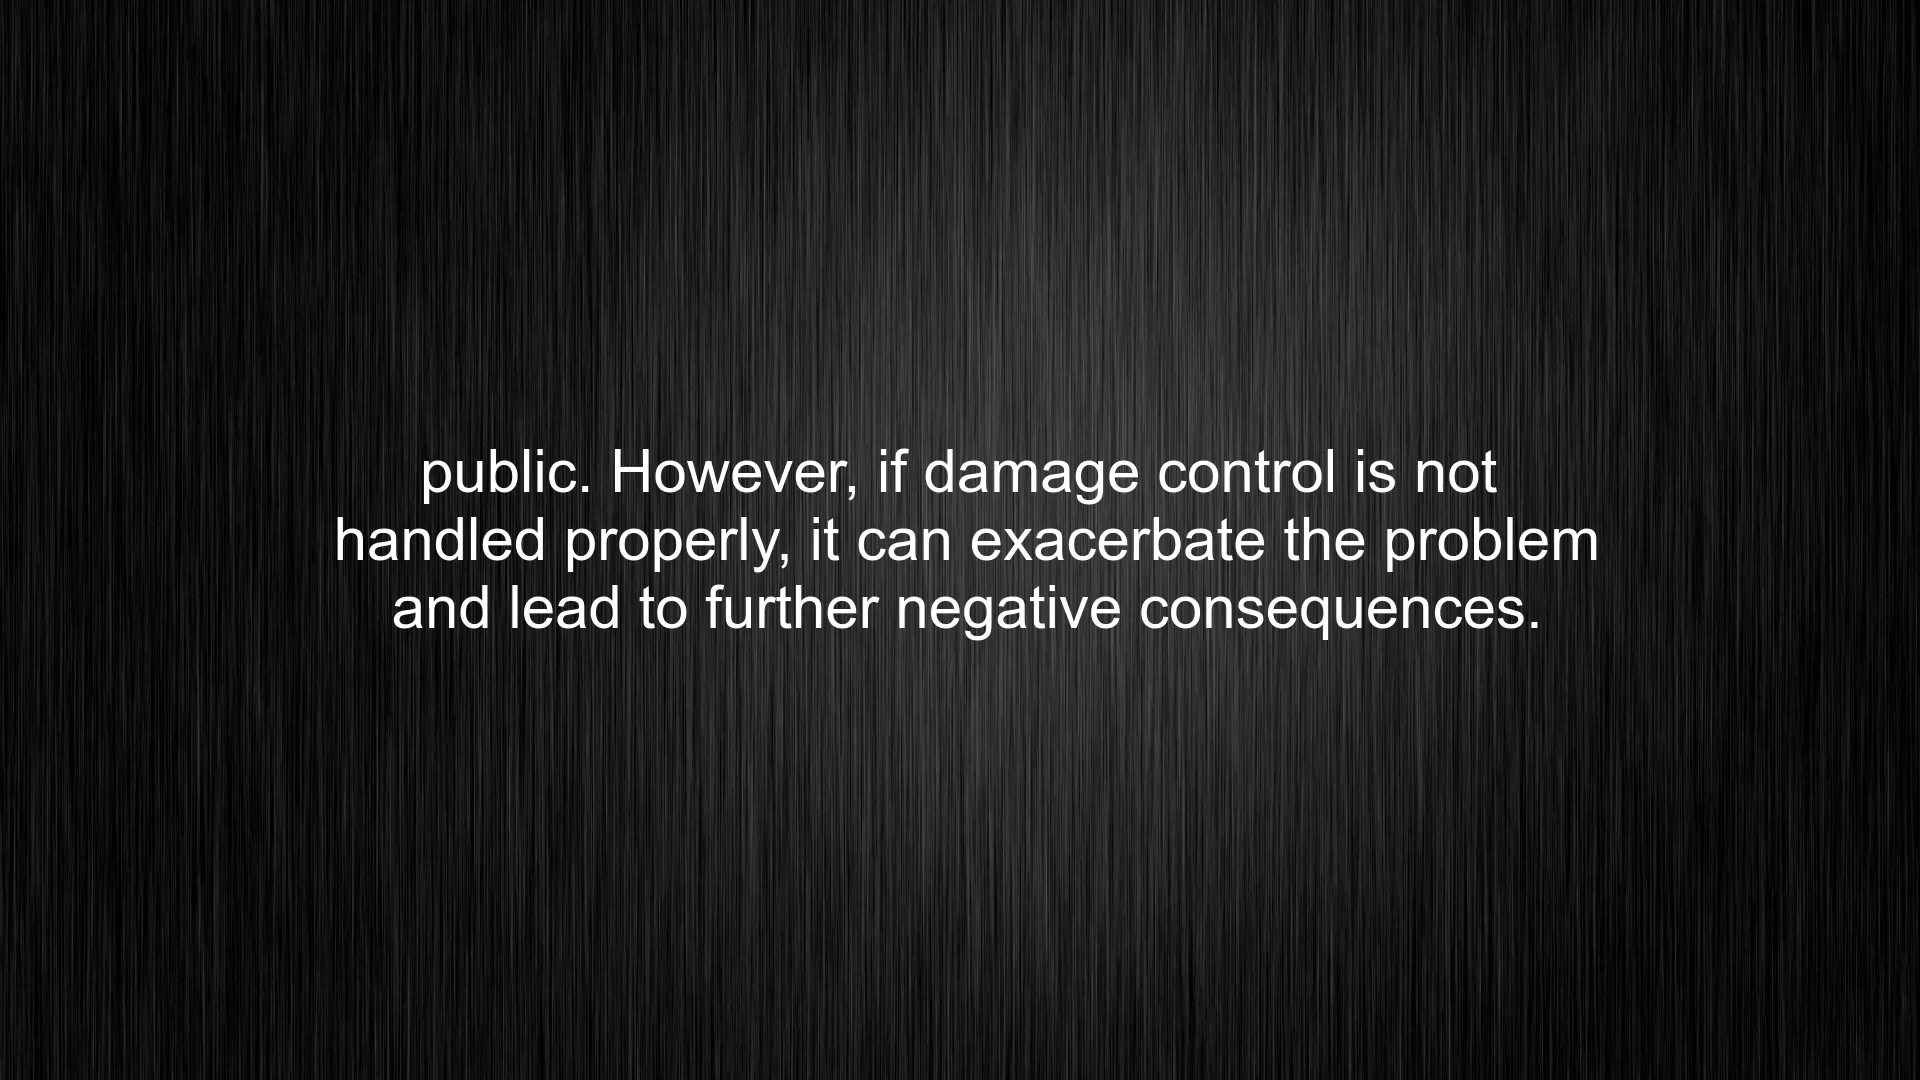 public. However, if damage control is not
handled properly, it can exacerbate the problem
and lead to further negative consequences.